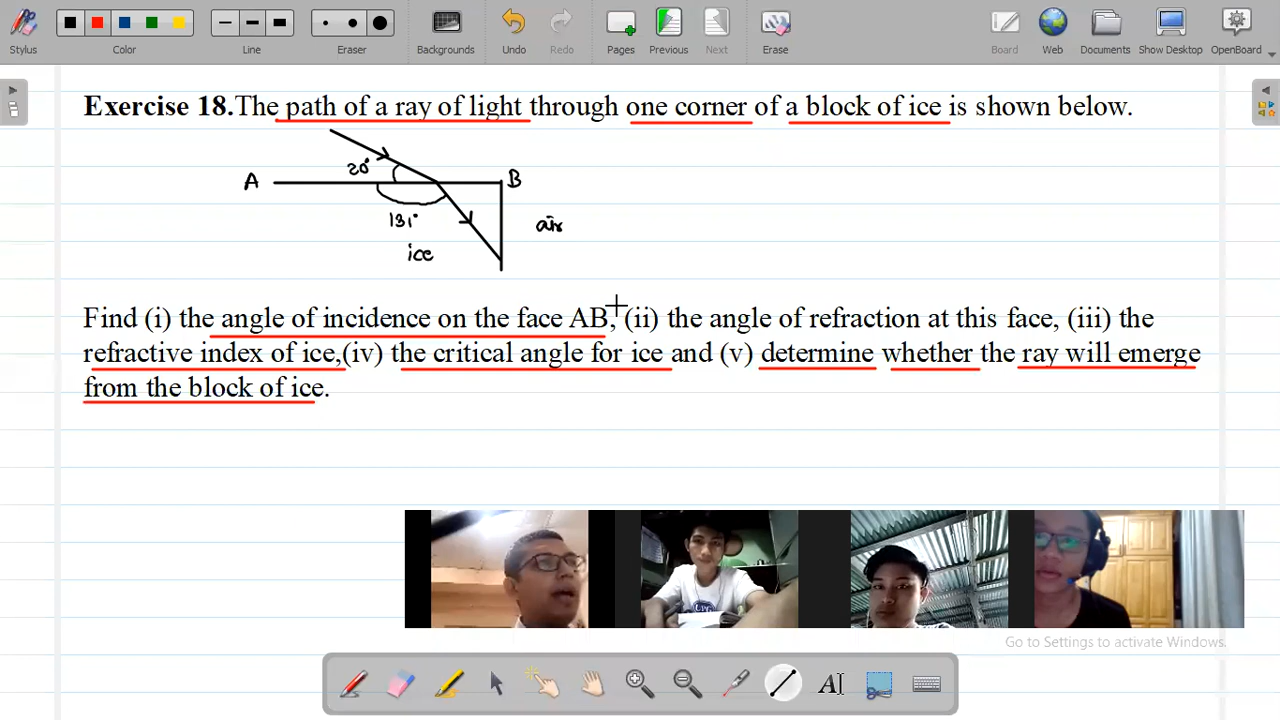 Stylus Color Line Eraser Backgrounds Undo Redo Pages Previous Next Erase Board Web Documents Show Desktop OpenBoard
Exercise 18.The path of a ray of light through one corner of a block of ice is shown below.
20°
A B
131°
air
ice
Find (i) the angle of incidence on the face AB, (ii) the angle of refraction at this face, (iii) the
refractive index of ice,(iv) the critical angle for ice and (v) determine whether the ray will emerge
from the block of ice.
Go to Settings to activate Windows.
AI